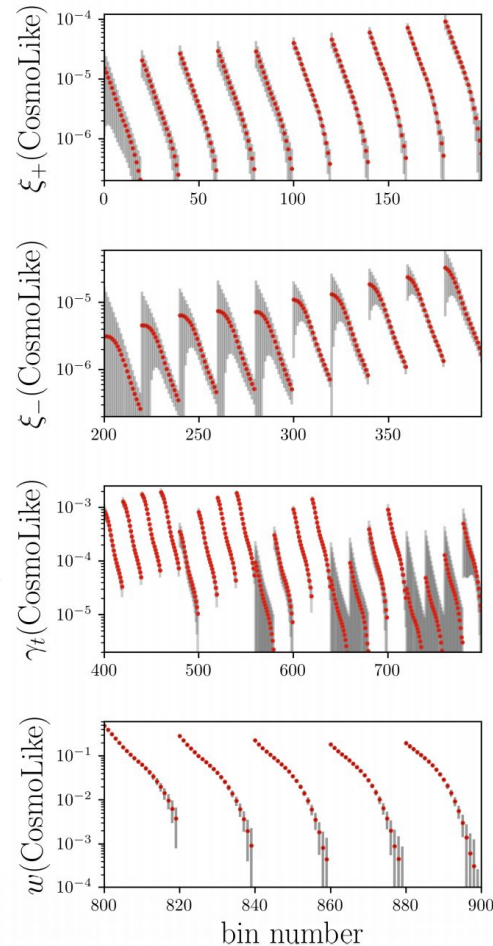 ξ+(CosmoLike)
10⁻⁴
10⁻⁵
10⁻⁶
0 50 100 150
ξ−(CosmoLike)
10⁻⁵
10⁻⁶
200 250 300 350
γt(CosmoLike)
10⁻³
10⁻⁴
10⁻⁵
400 500 600 700
w(CosmoLike)
10⁻¹
10⁻²
10⁻³
10⁻⁴
800 820 840 860 880 900
bin number